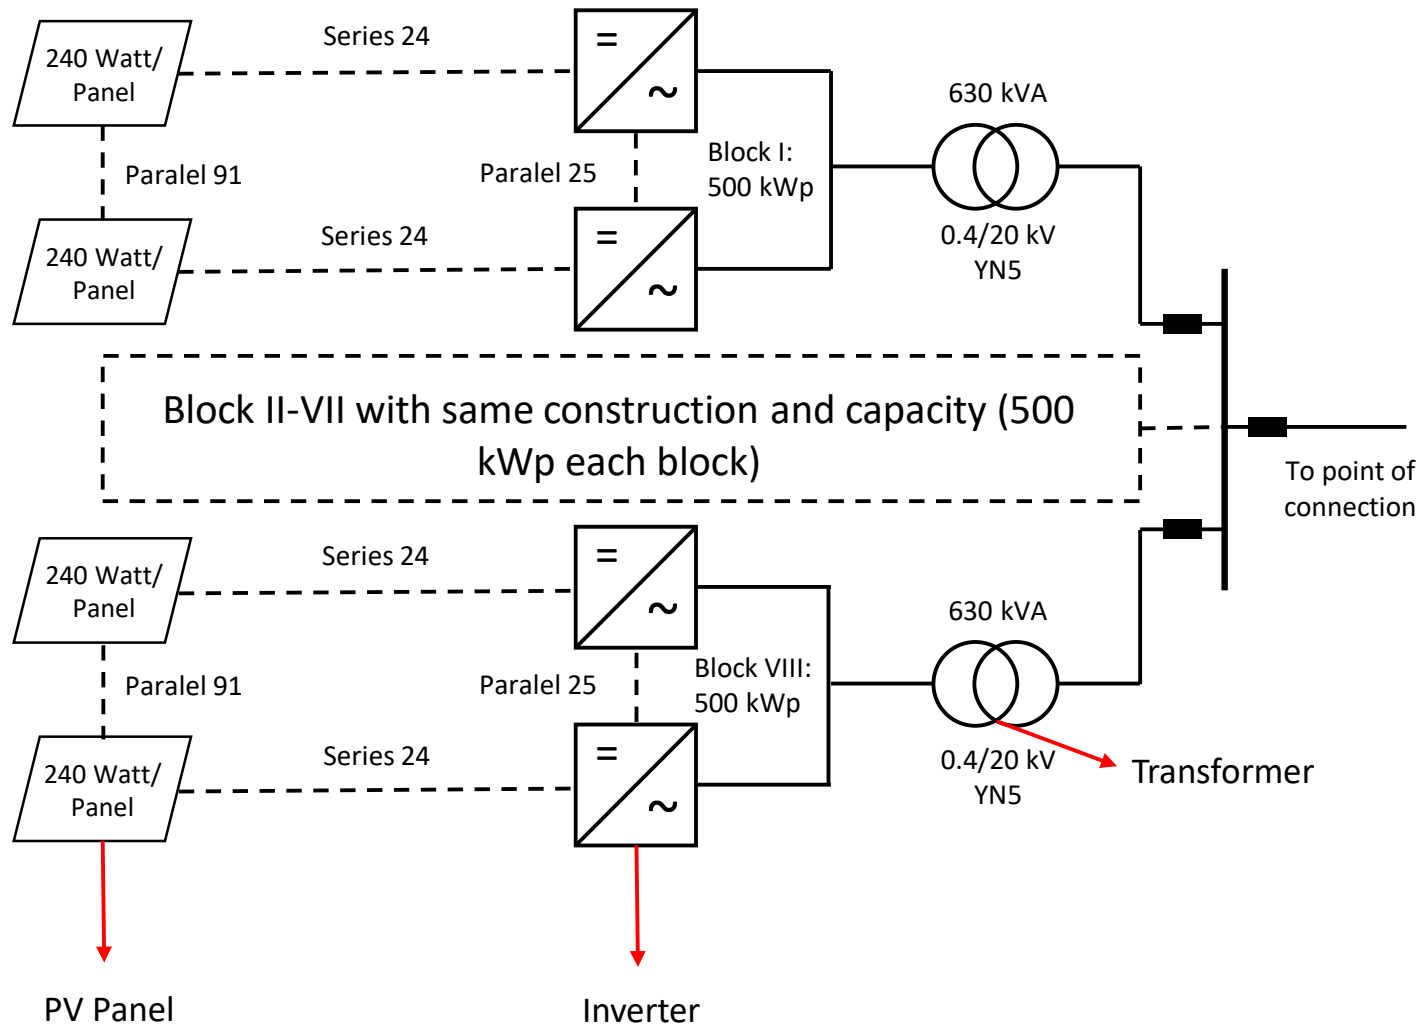 Series 24
240 Watt/
Panel
=
~
630 kVA
Paralel 91
Paralel 25
Block I:
500 kWp
240 Watt/
Panel
Series 24
=
~
0.4/20 kV
YN5
Block II-VII with same construction and capacity (500
kWp each block)
To point of
connection
240 Watt/
Panel
Series 24
=
~
630 kVA
Paralel 91
Paralel 25
Block VIII:
500 kWp
240 Watt/
Panel
Series 24
=
~
0.4/20 kV
YN5
Transformer
PV Panel
Inverter